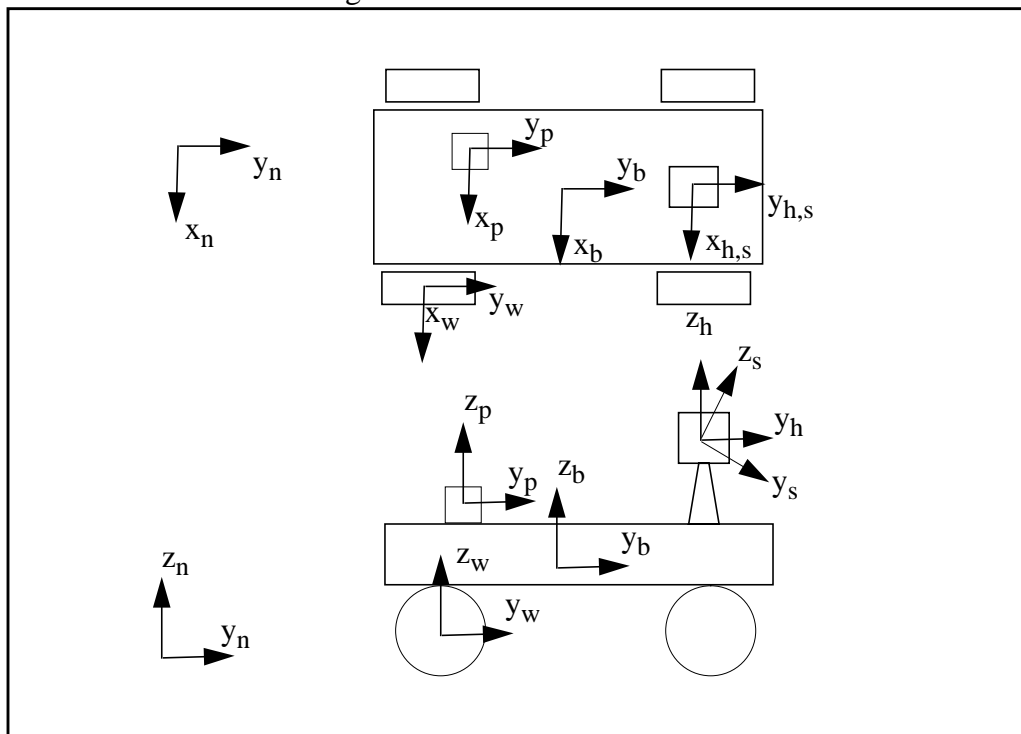 y_p
y_n
y_b
y_h,s
x_n
x_p
x_b
x_h,s
x_w
y_w
z_h
z_s
z_p
y_h
y_p
z_b
y_s
z_n
z_w
y_b
y_n
y_w